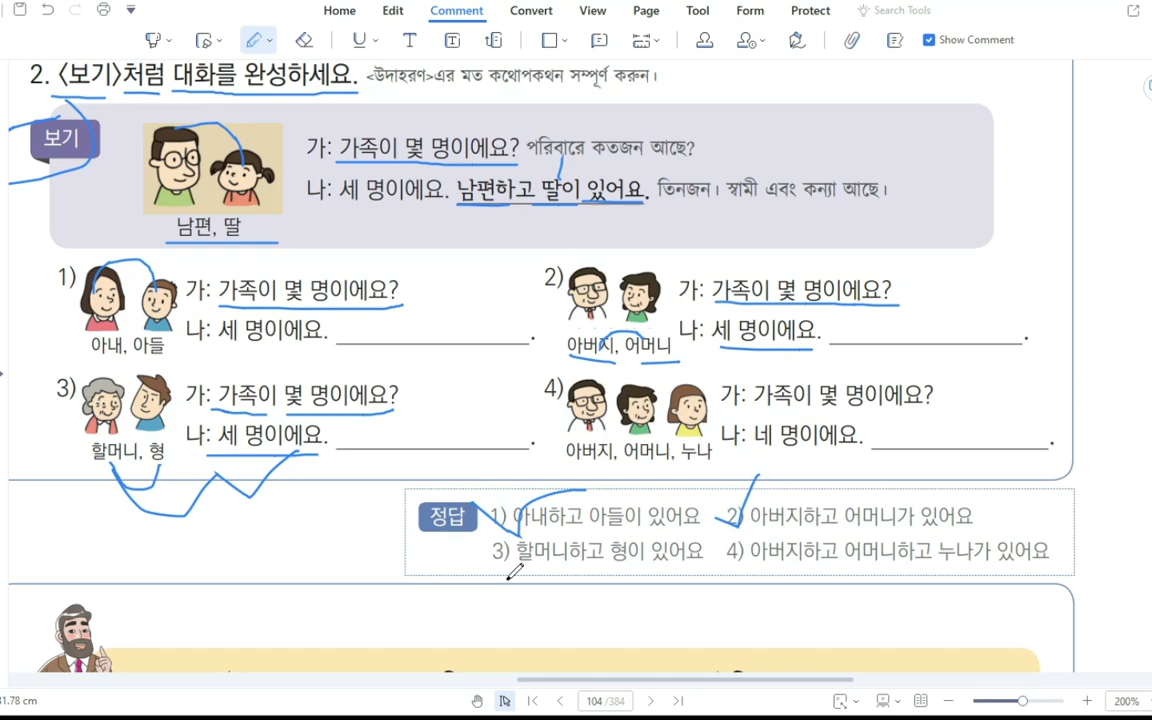 Home Edit Comment Convert View Page Tool Form Protect Search Tools
Show Comment
2. <보기>처럼 대화를 완성하세요. <উদাহরণ>এর মত কথোপকথন সম্পূর্ণ করুন।
보기
가: 가족이 몇 명이에요? পরিবারে কতজন আছে?
나: 세 명이에요. 남편하고 딸이 있어요. তিনজন। স্বামী এবং কন্যা আছে।
남편, 딸
1)
가: 가족이 몇 명이에요?
나: 세 명이에요. ________.
아내, 아들
2)
가: 가족이 몇 명이에요?
나: 세 명이에요. ________.
아버지, 어머니
3)
가: 가족이 몇 명이에요?
나: 세 명이에요. ________.
할머니, 형
4)
가: 가족이 몇 명이에요?
나: 네 명이에요. ________.
아버지, 어머니, 누나
정답
1) 아내하고 아들이 있어요 2) 아버지하고 어머니가 있어요
3) 할머니하고 형이 있어요 4) 아버지하고 어머니하고 누나가 있어요
31.78 cm 104 /384 200%